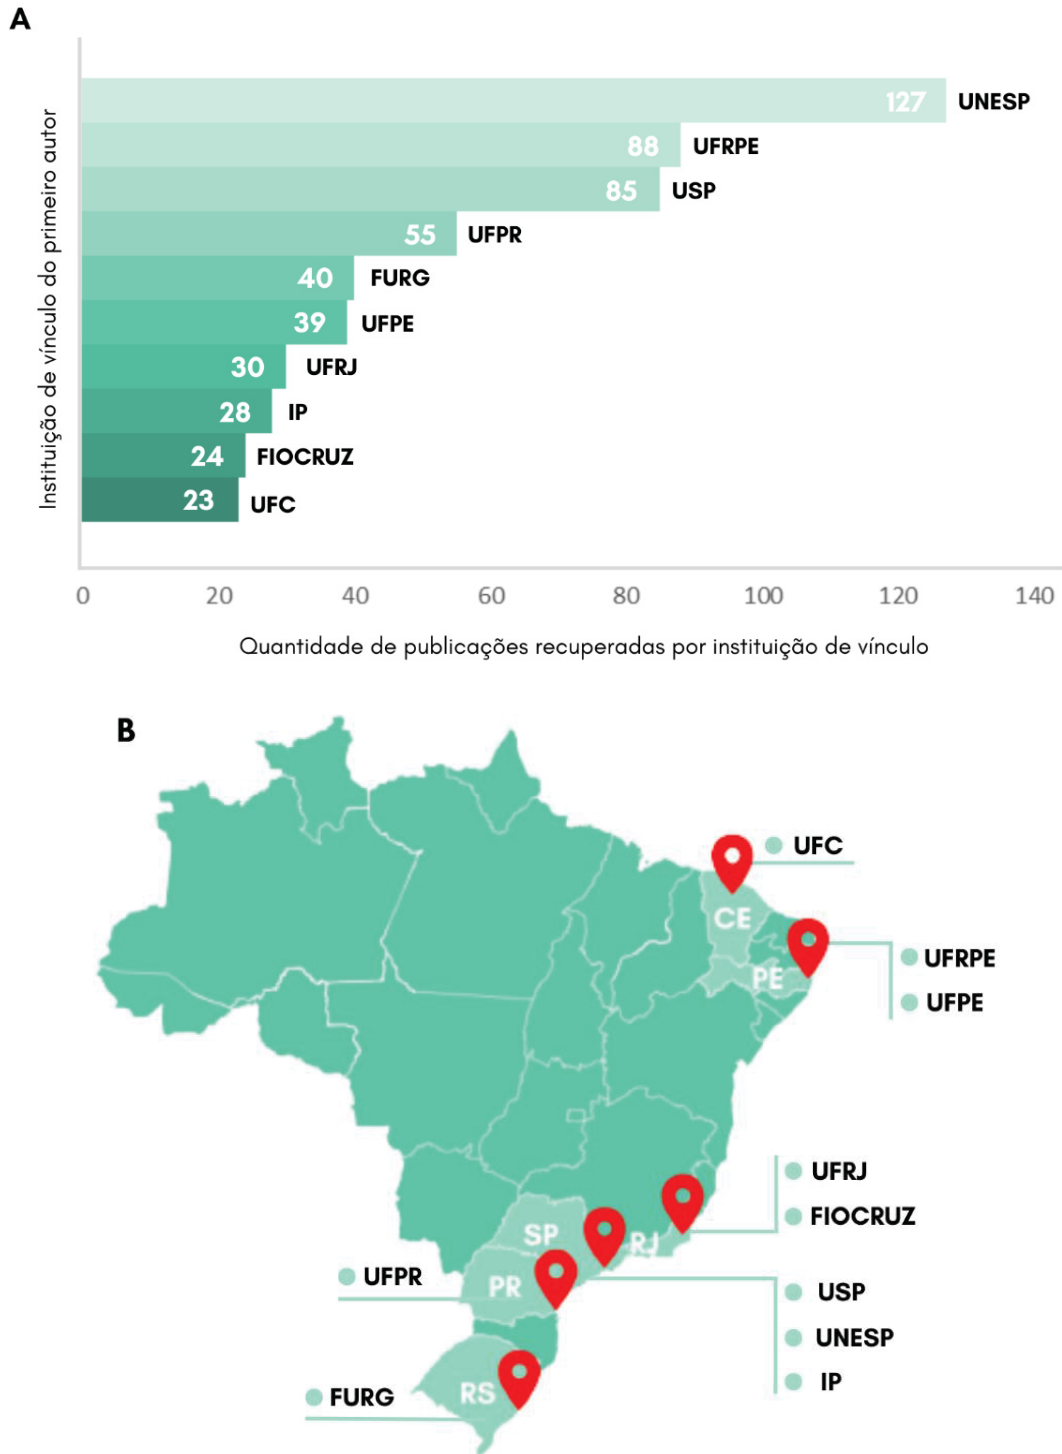 A
Instituição de vínculo do primeiro autor
127 UNESP
88 UFRPE
85 USP
55 UFPR
40 FURG
39 UFPE
30 UFRJ
28 IP
24 FIOCRUZ
23 UFC
0 20 40 60 80 100 120 140
Quantidade de publicações recuperadas por instituição de vínculo
B
UFC
CE
UFRPE
PE
UFPE
UFRJ
FIOCRUZ
SP
RJ
UFPR
PR
USP
UNESP
IP
RS
FURG